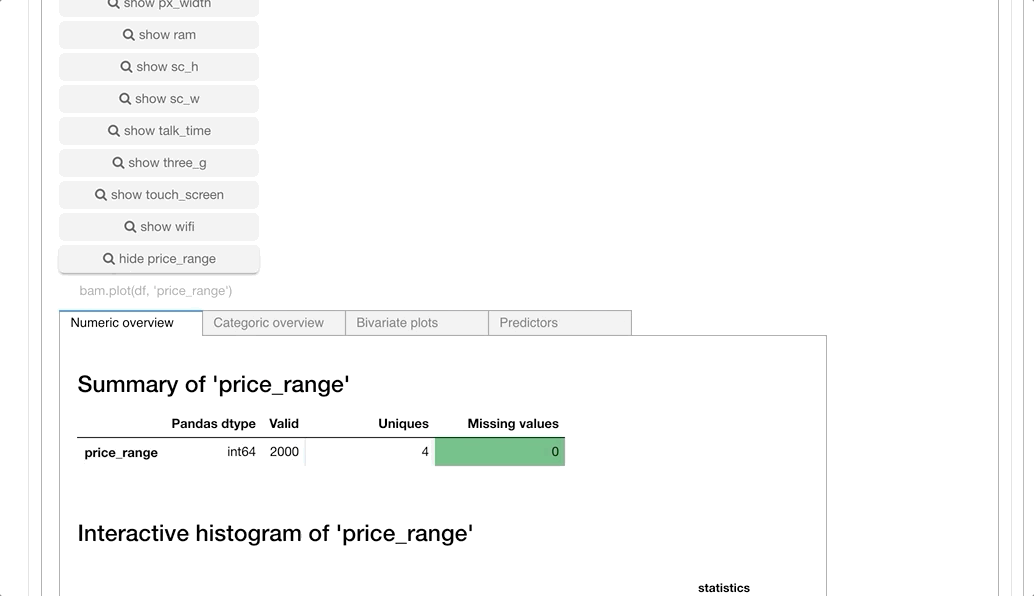 show px_width
show ram
show sc_h
show sc_w
show talk_time
show three_g
show touch_screen
show wifi
hide price_range
bam.plot(df, 'price_range')
Numeric overview Categoric overview Bivariate plots Predictors
Summary of 'price_range'
Pandas dtype Valid Uniques Missing values
price_range int64 2000 4 0
Interactive histogram of 'price_range'
statistics